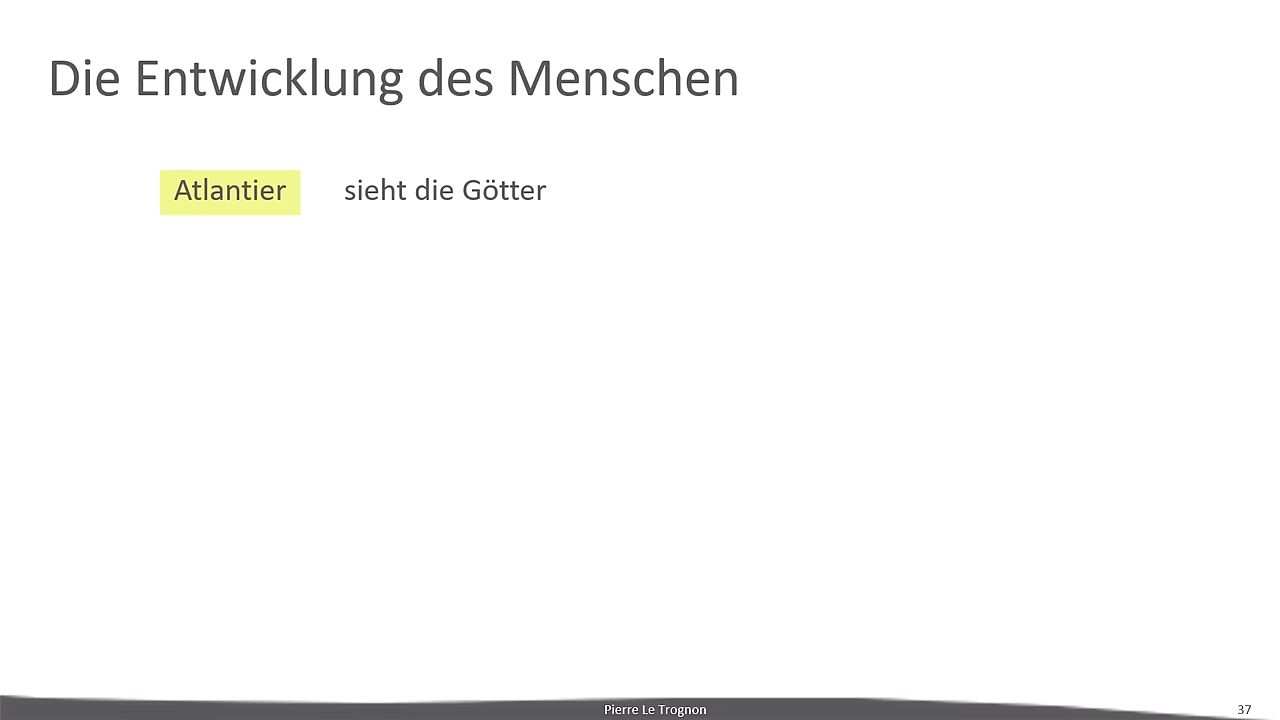 Die Entwicklung des Menschen
Atlantier sieht die Götter
Pierre Le Trognon 37